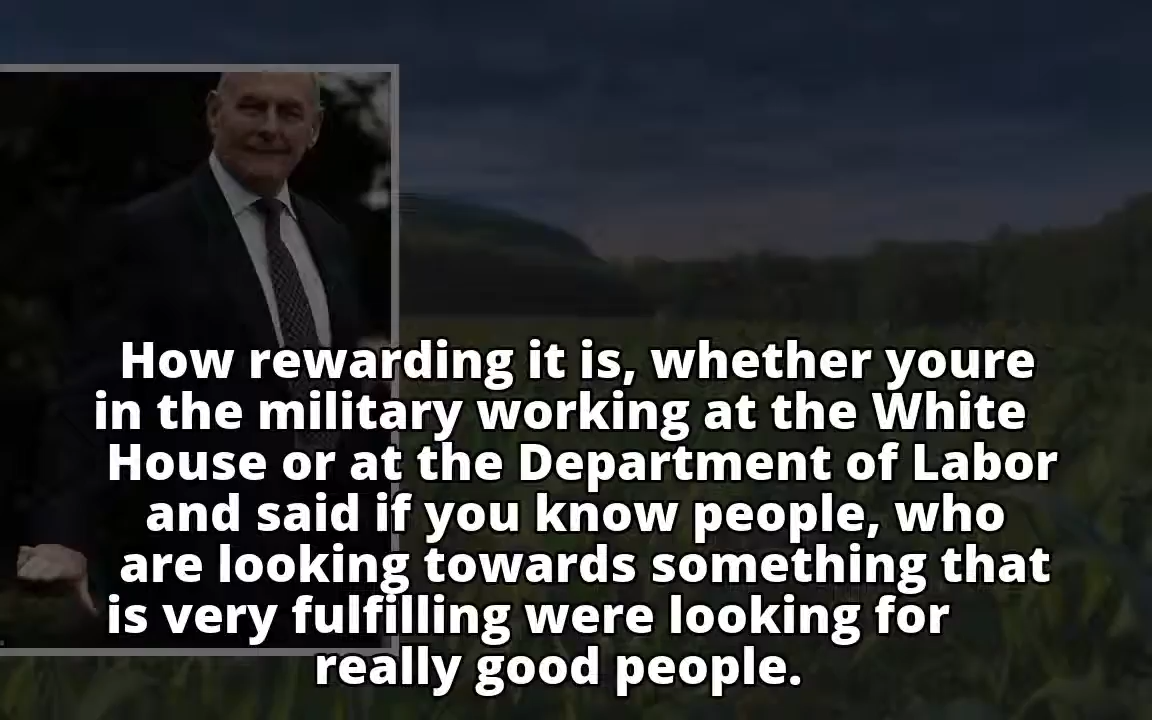 How rewarding it is, whether youre
in the military working at the White
House or at the Department of Labor
and said if you know people, who
are looking towards something that
is very fulfilling were looking for
really good people.